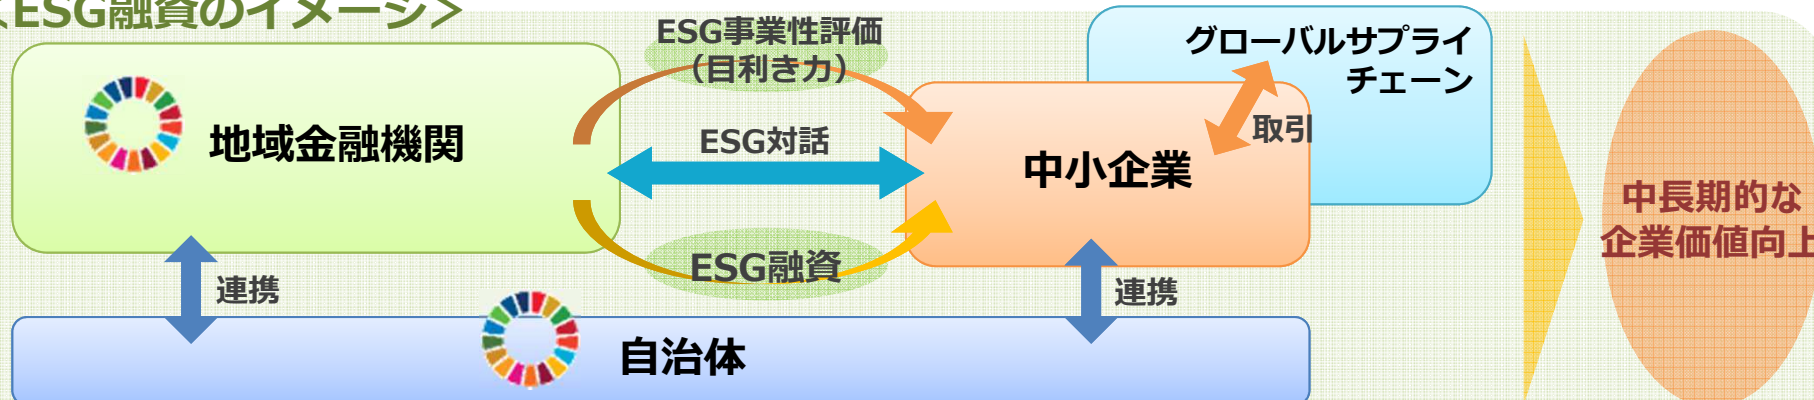 ＜ESG融資のイメージ＞
ESG事業性評価
（目利き力）
グローバルサプライ
チェーン
地域金融機関
ESG対話
取引
中小企業
中長期的な
企業価値向上
ESG融資
連携
連携
自治体